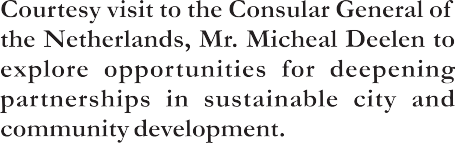 Courtesy visit to the Consular General of
the Netherlands, Mr. Micheal Deelen to
explore opportunities for deepening
partnerships in sustainable city and
community development.